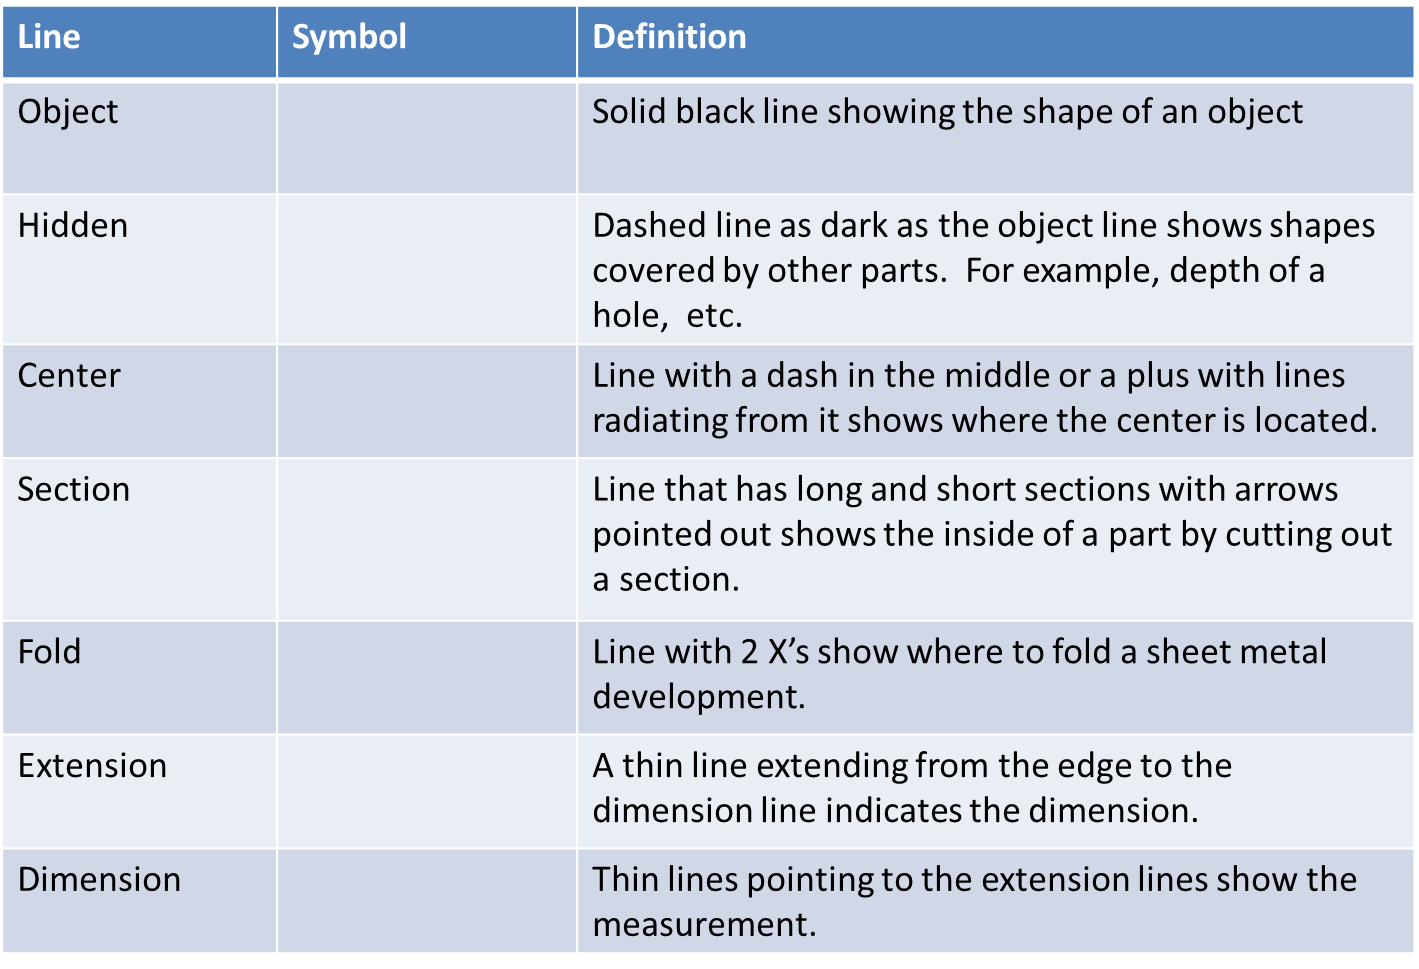 Line Symbol Definition
Object Solid black line showing the shape of an object
Hidden Dashed line as dark as the object line shows shapes
covered by other parts.  For example, depth of a
hole,  etc.
Center Line with a dash in the middle or a plus with lines
radiating from it shows where the center is located.
Section Line that has long and short sections with arrows
pointed out shows the inside of a part by cutting out
a section.
Fold Line with 2 X’s show where to fold a sheet metal
development.
Extension A thin line extending from the edge to the
dimension line indicates the dimension.
Dimension Thin lines pointing to the extension lines show the
measurement.